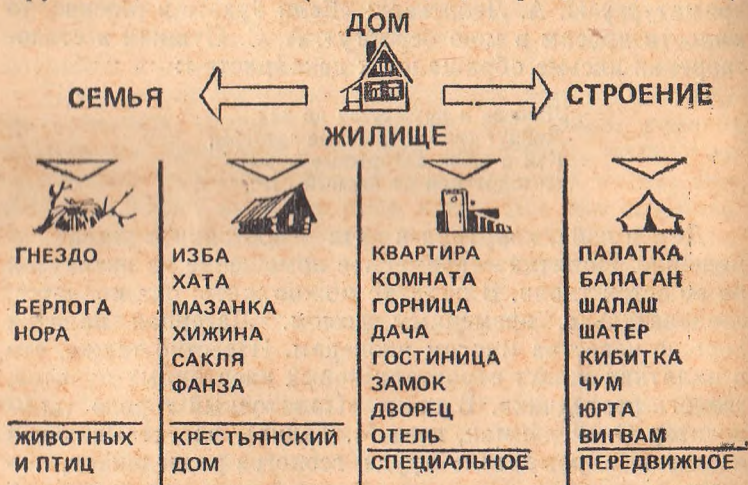 ДОМ
СЕМЬЯ
СТРОЕНИЕ
ЖИЛИЩЕ
ГНЕЗДО
БЕРЛОГА
НОРА
ЖИВОТНЫХ
И ПТИЦ
ИЗБА
ХАТА
МАЗАНКА
ХИЖИНА
САКЛЯ
ФАНЗА
КРЕСТЬЯНСКИЙ
ДОМ
КВАРТИРА
КОМНАТА
ГОРНИЦА
ДАЧА
ГОСТИНИЦА
ЗАМОК
ДВОРЕЦ
ОТЕЛЬ
СПЕЦИАЛЬНОЕ
ПАЛАТКА
БАЛАГАН
ШАЛАШ
ШАТЕР
КИБИТКА
ЧУМ
ЮРТА
ВИГВАМ
ПЕРЕДВИЖНОЕ